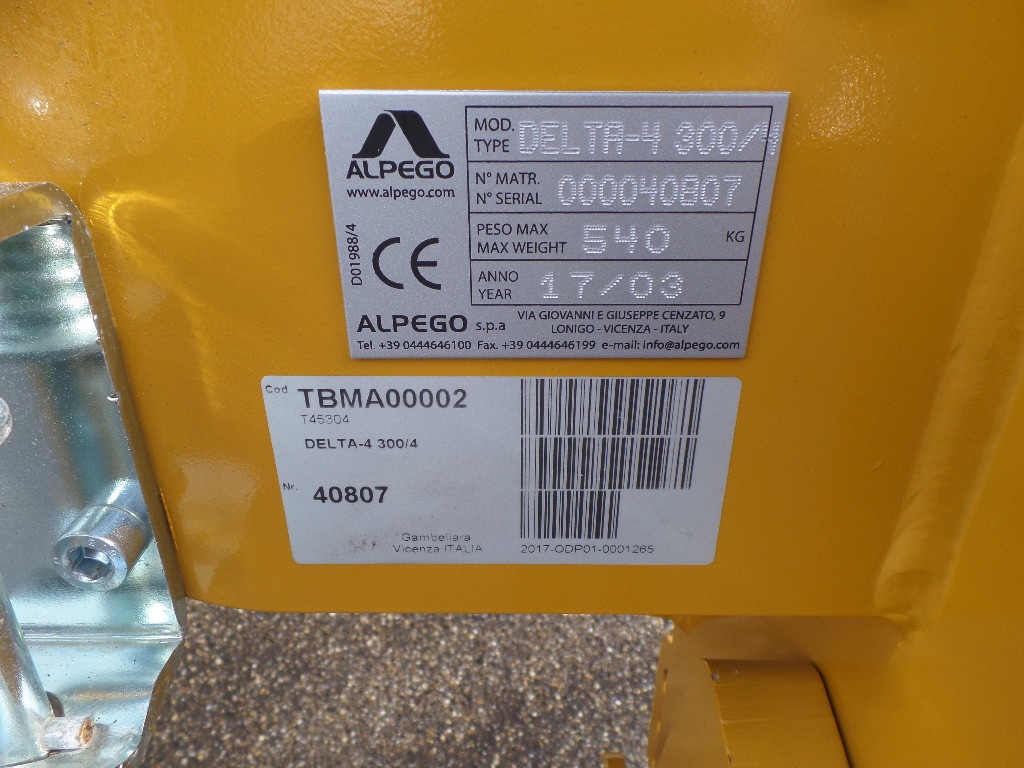 ALPEGO
www.alpego.com
D01988/4
CE
MOD.
TYPE DELTA-4 300/4
N° MATR.
N° SERIAL 000040807
PESO MAX
MAX WEIGHT 540 KG
ANNO
YEAR 17/03
ALPEGO s.p.a
VIA GIOVANNI E GIUSEPPE CENZATO, 9
LONIGO - VICENZA - ITALY
Tel. +39 0444646100 Fax. +39 0444646199 e-mail: info@alpego.com
Cod TBMA00002
T45304
DELTA-4 300/4
Nr. 40807
Gambellara
Vicenza ITALIA
2017-ODP01-0001265